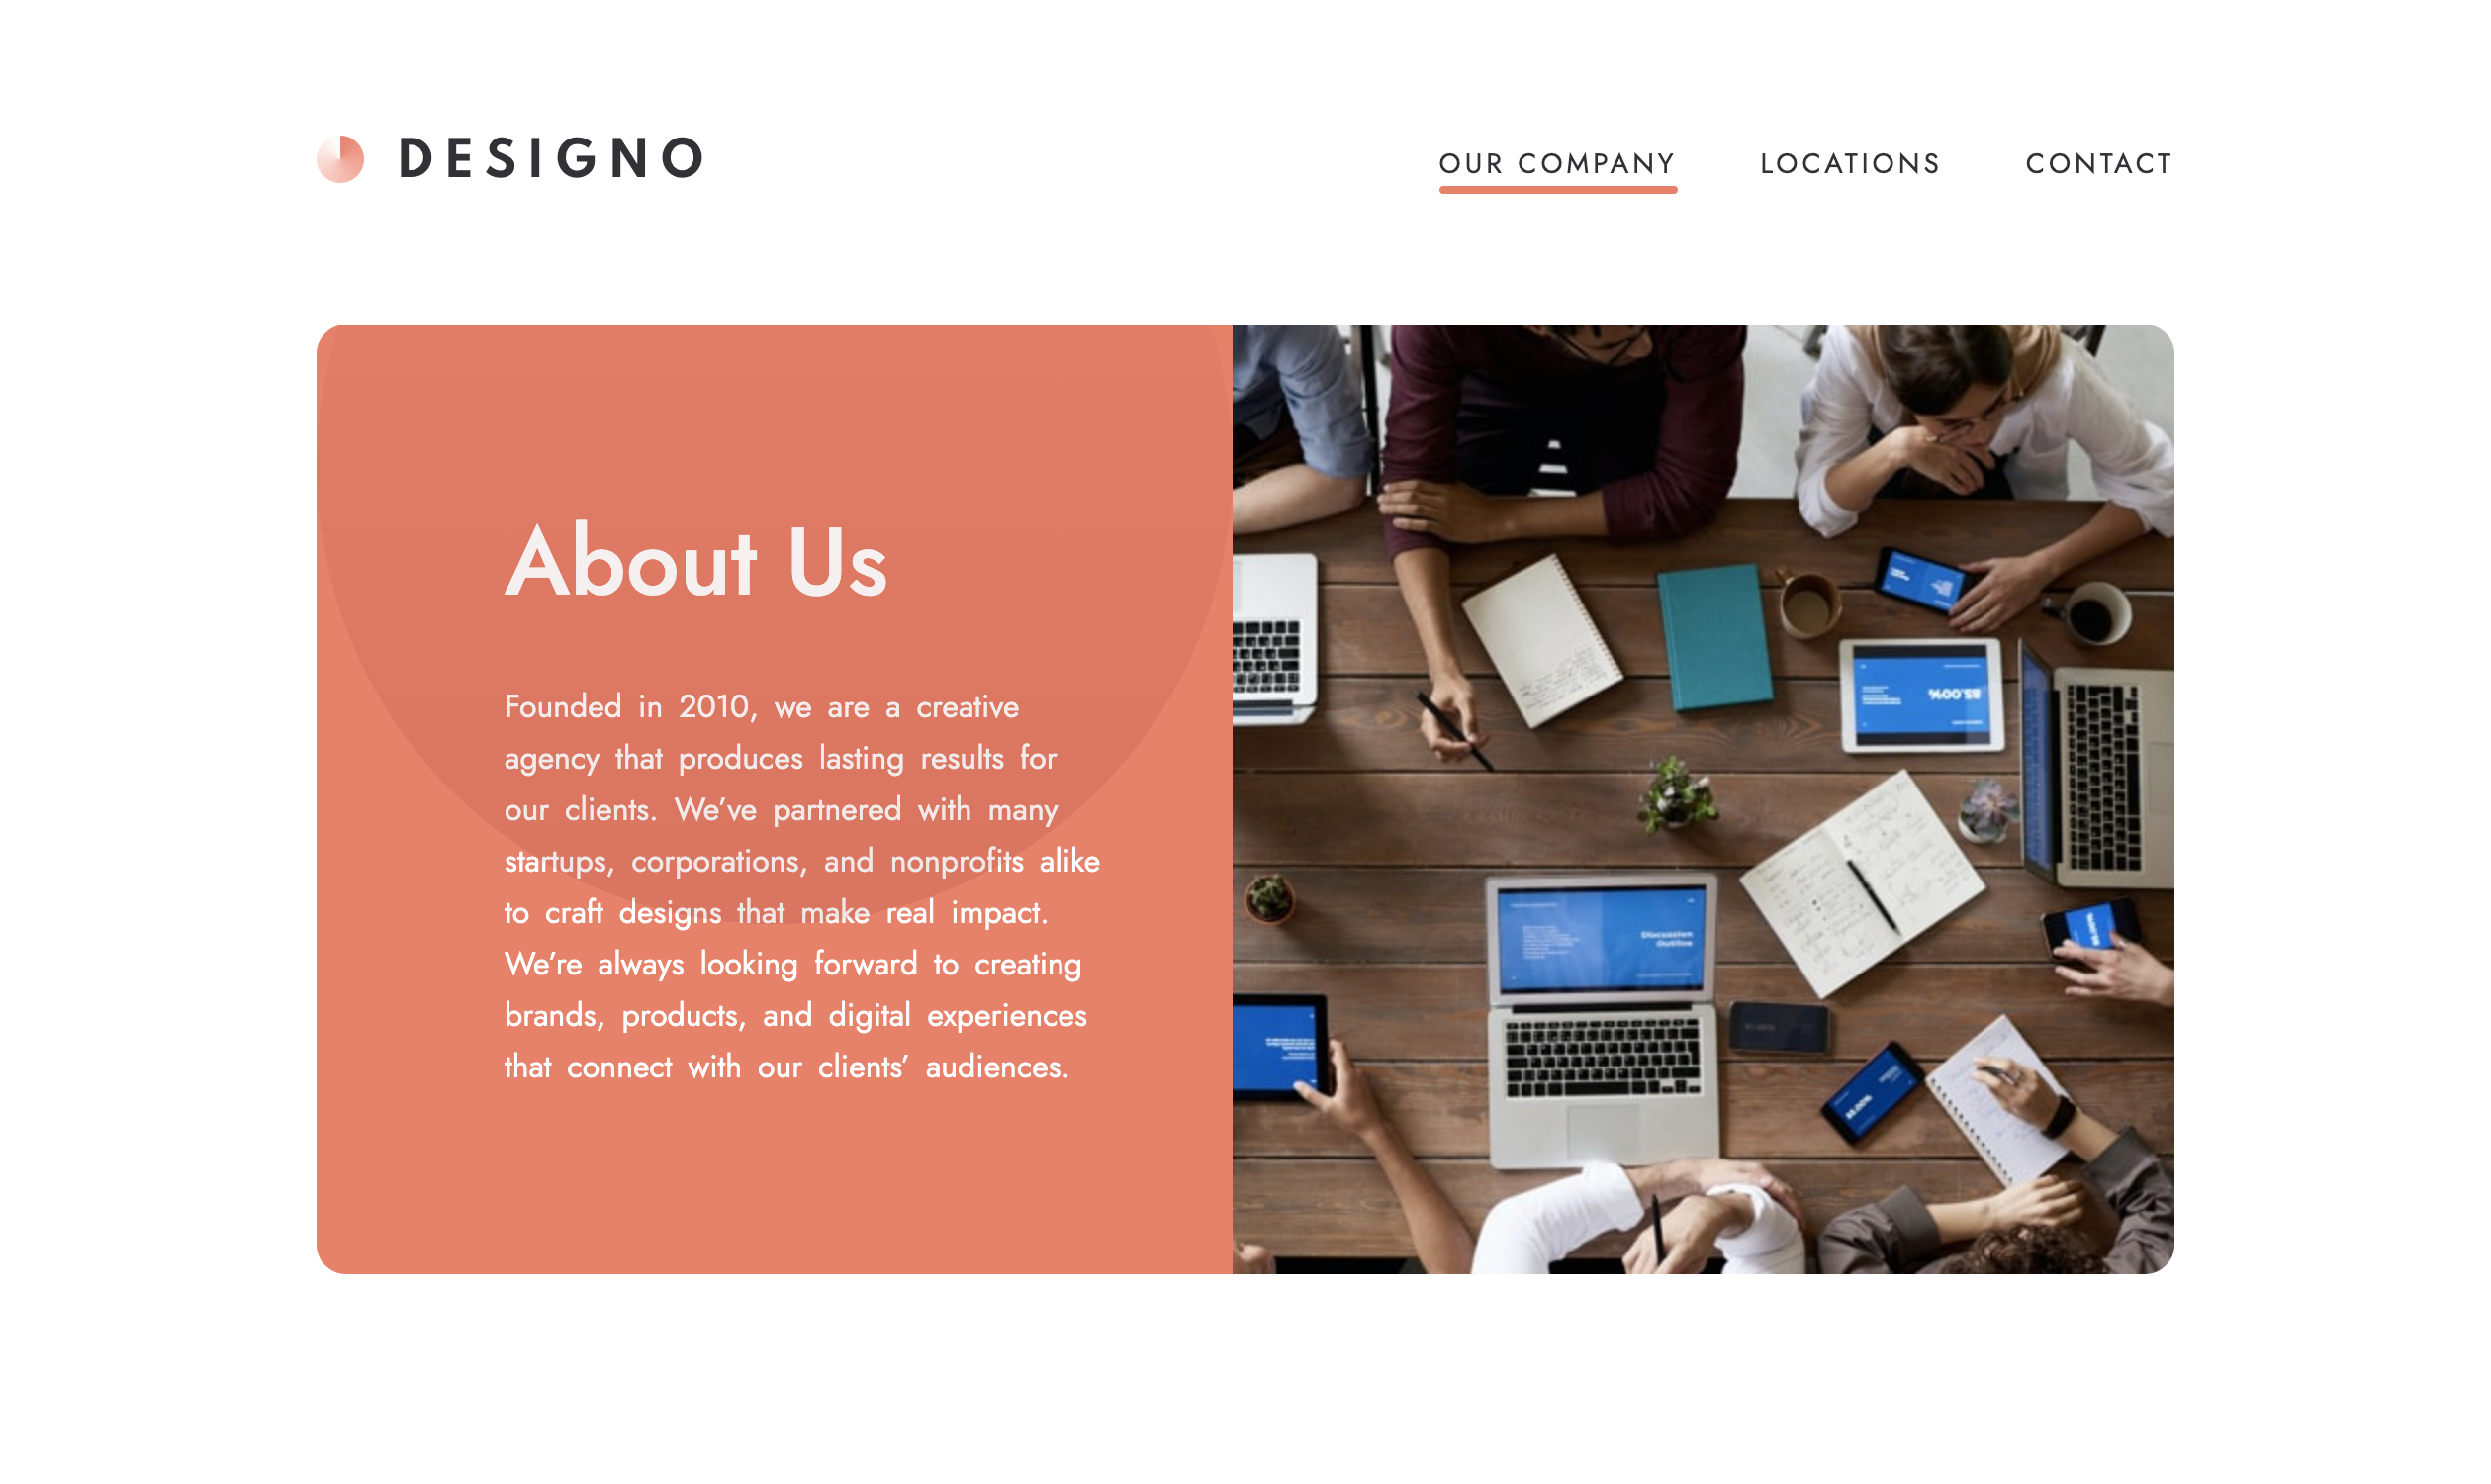 DESIGNO
OUR COMPANY
LOCATIONS
CONTACT
About Us
Founded in 2010, we are a creative
agency that produces lasting results for
our clients. We’ve partnered with many
startups, corporations, and nonprofits alike
to craft designs that make real impact.
We’re always looking forward to creating
brands, products, and digital experiences
that connect with our clients’ audiences.
85.00%
Discussion
Outline